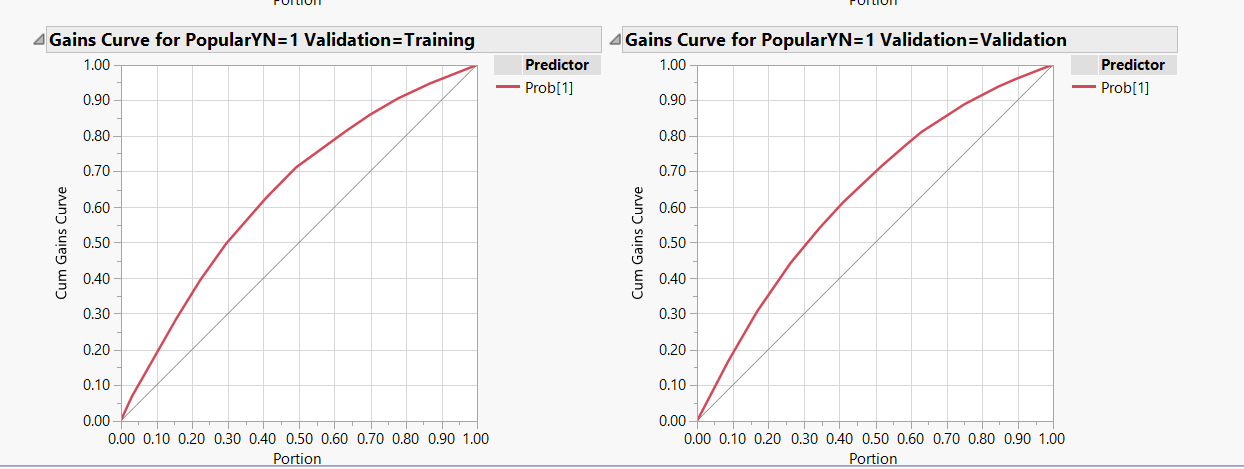 Portion
Portion
Gains Curve for PopularYN=1 Validation=Training
Predictor
Prob[1]
Cum Gains Curve
1.00
0.90
0.80
0.70
0.60
0.50
0.40
0.30
0.20
0.10
0.00
0.00 0.10 0.20 0.30 0.40 0.50 0.60 0.70 0.80 0.90 1.00
Portion
Gains Curve for PopularYN=1 Validation=Validation
Predictor
Prob[1]
Cum Gains Curve
1.00
0.90
0.80
0.70
0.60
0.50
0.40
0.30
0.20
0.10
0.00
0.00 0.10 0.20 0.30 0.40 0.50 0.60 0.70 0.80 0.90 1.00
Portion